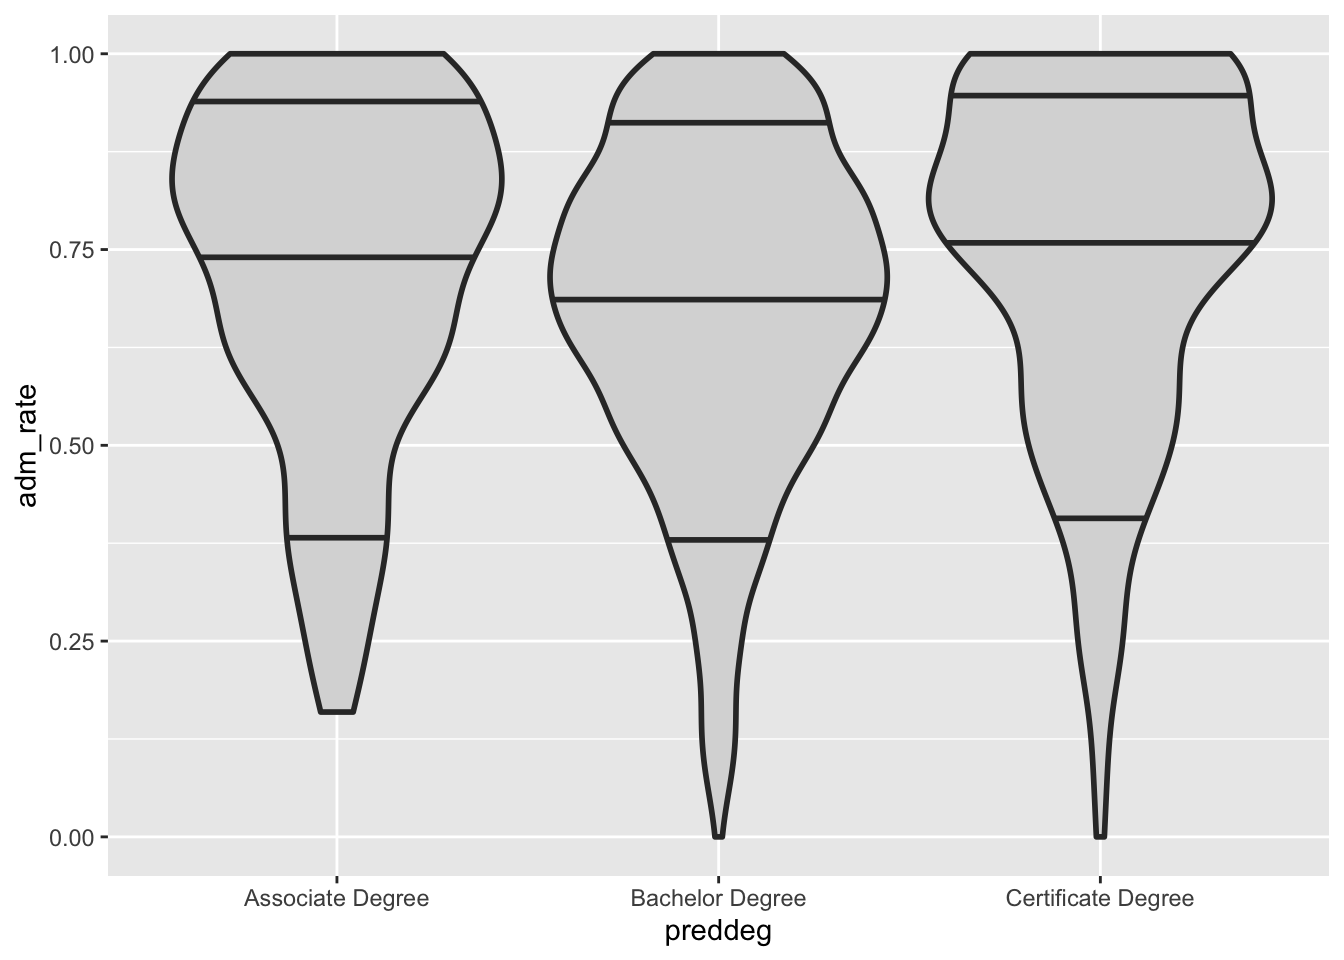 1.00
0.75
0.50
0.25
0.00
adm_rate
Associate Degree
Bachelor Degree
Certificate Degree
preddeg